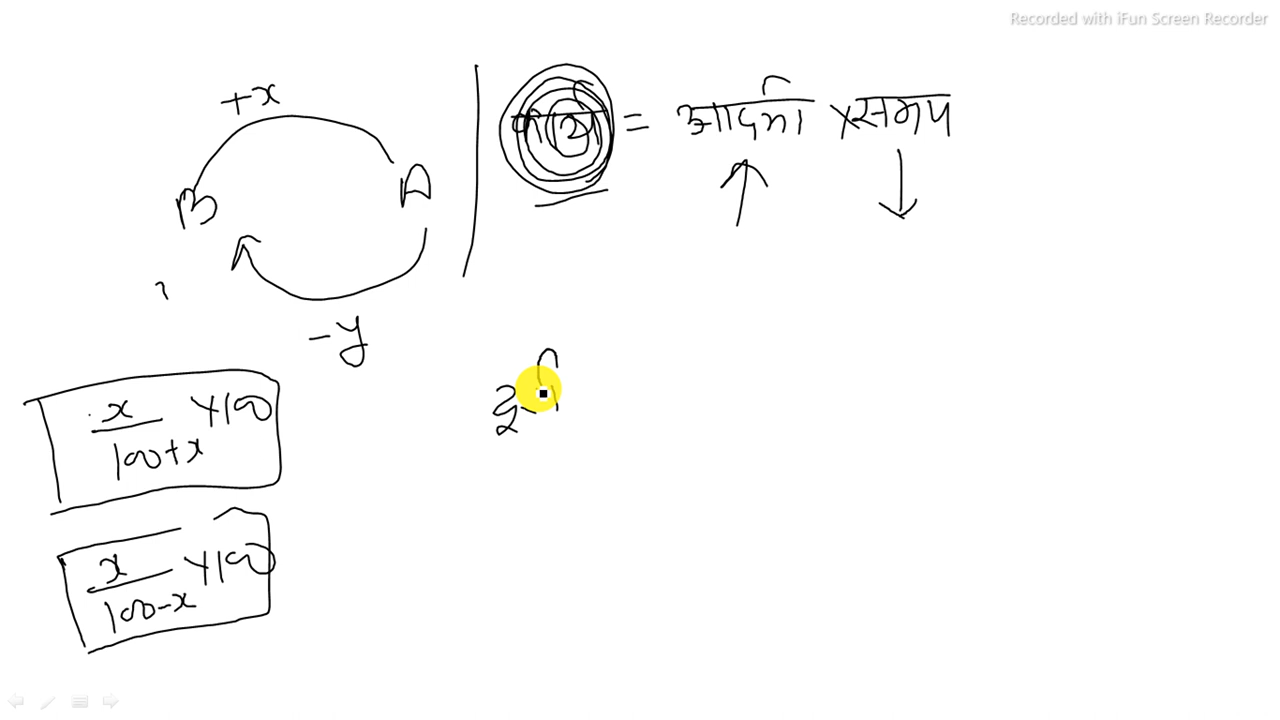 Recorded with iFun Screen Recorder
+x
B A
-y
= आदमी × समय
x/(100+x) ×100
x/(100-x) ×100